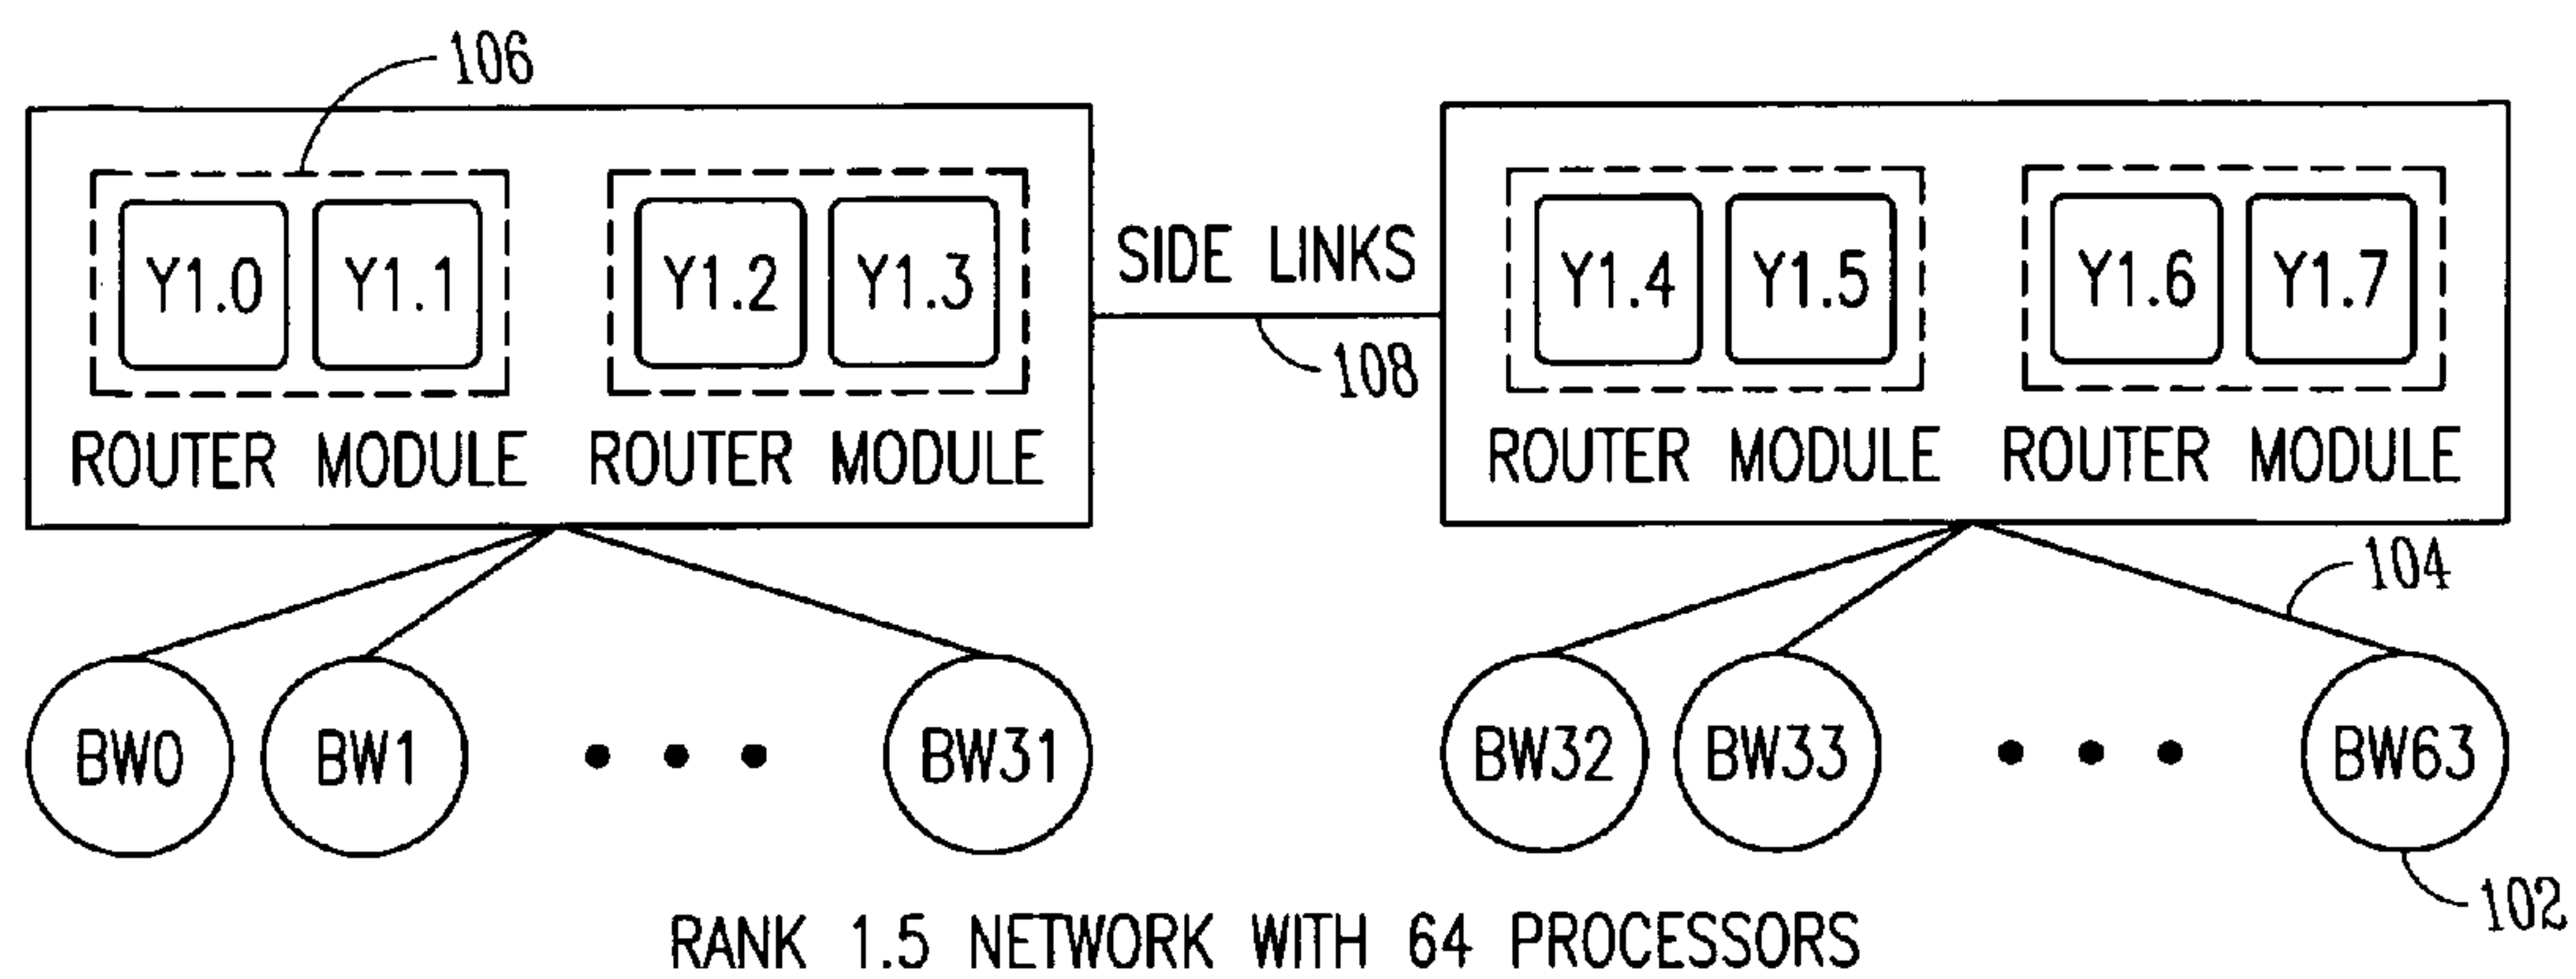 106
Y1.0 Y1.1 Y1.2 Y1.3 SIDE LINKS Y1.4 Y1.5 Y1.6 Y1.7
108
ROUTER MODULE ROUTER MODULE ROUTER MODULE ROUTER MODULE
104
BW0 BW1 • • • BW31 BW32 BW33 • • • BW63
102
RANK 1.5 NETWORK WITH 64 PROCESSORS